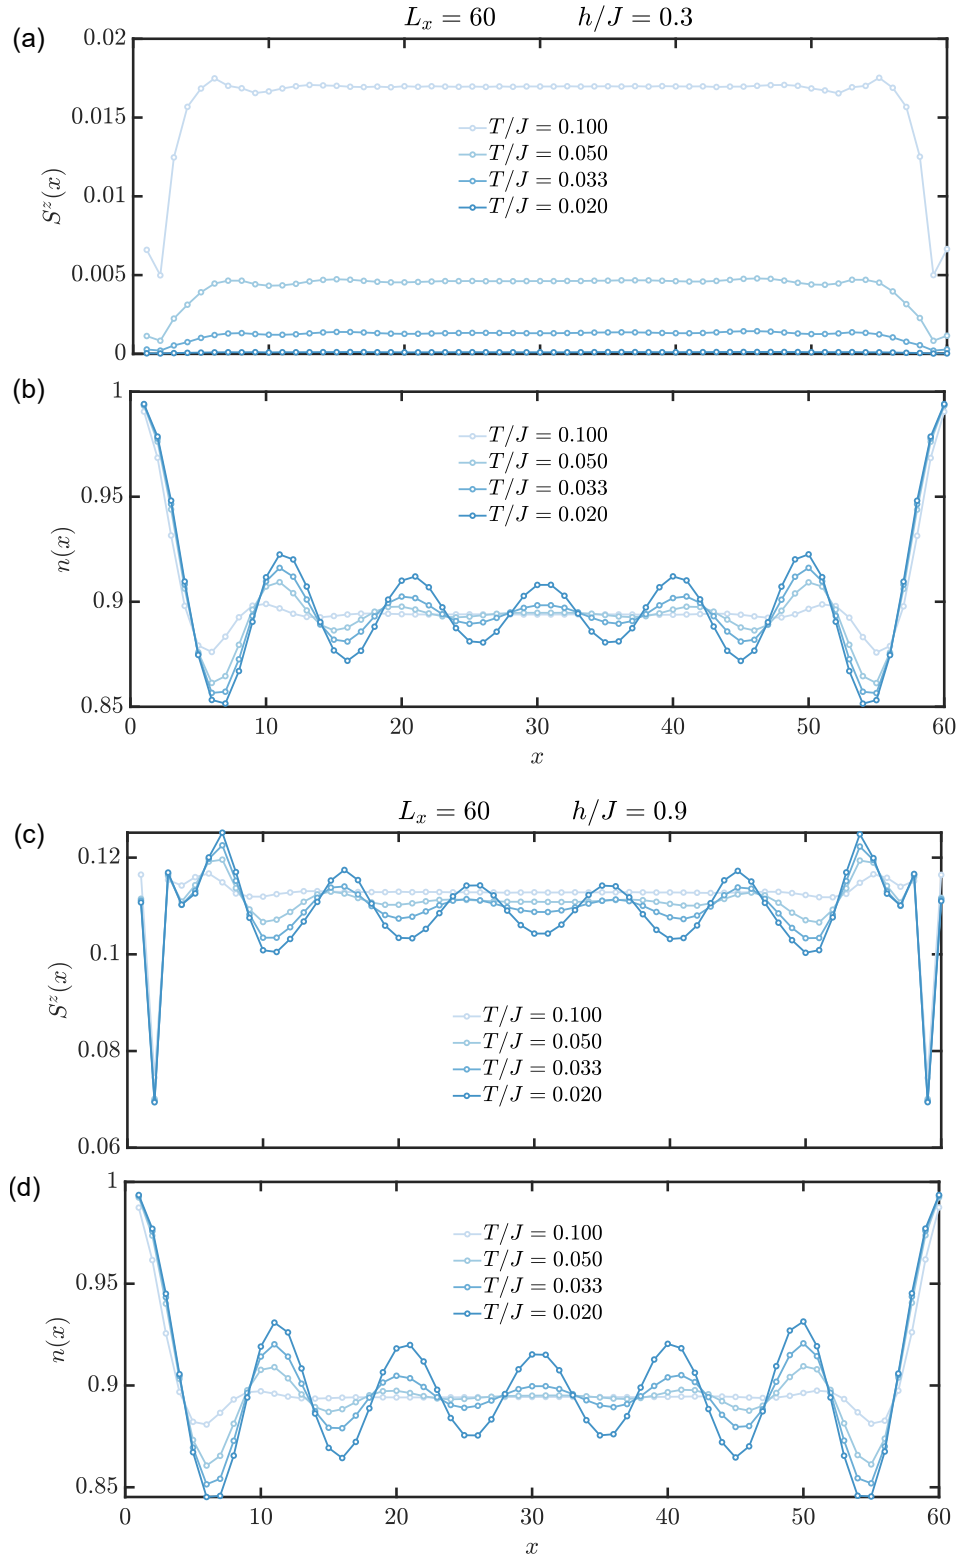 L_x = 60 h/J = 0.3
(a)
0.02
0.015
0.01
0.005
0
S^z(x)
T/J = 0.100
T/J = 0.050
T/J = 0.033
T/J = 0.020
(b)
1
0.95
0.9
0.85
n(x)
T/J = 0.100
T/J = 0.050
T/J = 0.033
T/J = 0.020
0 10 20 30 40 50 60
x
L_x = 60 h/J = 0.9
(c)
0.12
0.1
0.08
0.06
S^z(x)
T/J = 0.100
T/J = 0.050
T/J = 0.033
T/J = 0.020
(d)
1
0.95
0.9
0.85
n(x)
T/J = 0.100
T/J = 0.050
T/J = 0.033
T/J = 0.020
0 10 20 30 40 50 60
x